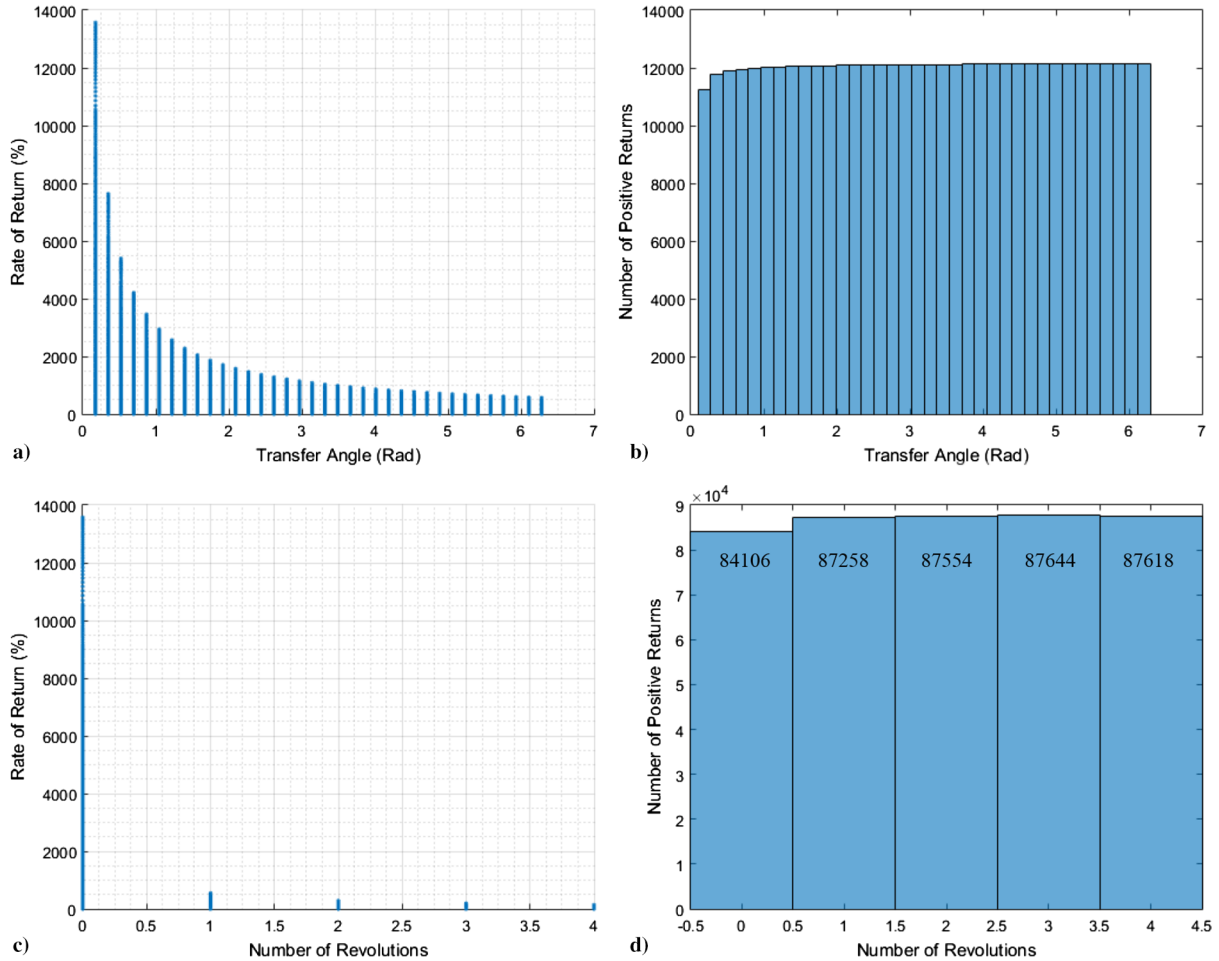 14000
12000
10000
8000
6000
4000
2000
0
Rate of Return (%)
0 1 2 3 4 5 6 7
Transfer Angle (Rad)
a)
14000
12000
10000
8000
6000
4000
2000
0
Number of Positive Returns
0 1 2 3 4 5 6 7
Transfer Angle (Rad)
b)
14000
12000
10000
8000
6000
4000
2000
0
Rate of Return (%)
0 0.5 1 1.5 2 2.5 3 3.5 4
Number of Revolutions
c)
×10⁴
9
8
7
6
5
4
3
2
1
0
Number of Positive Returns
84106 87258 87554 87644 87618
-0.5 0 0.5 1 1.5 2 2.5 3 3.5 4 4.5
Number of Revolutions
d)